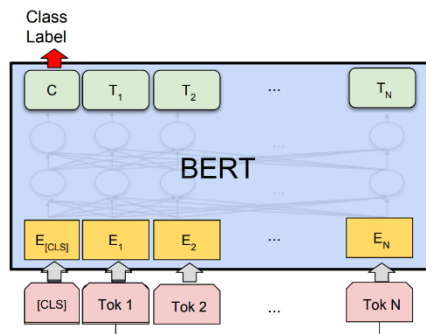 Class
Label
C T1 T2 ... TN
...
BERT
...
E[CLS] E1 E2 ... EN
[CLS] Tok 1 Tok 2 ... Tok N